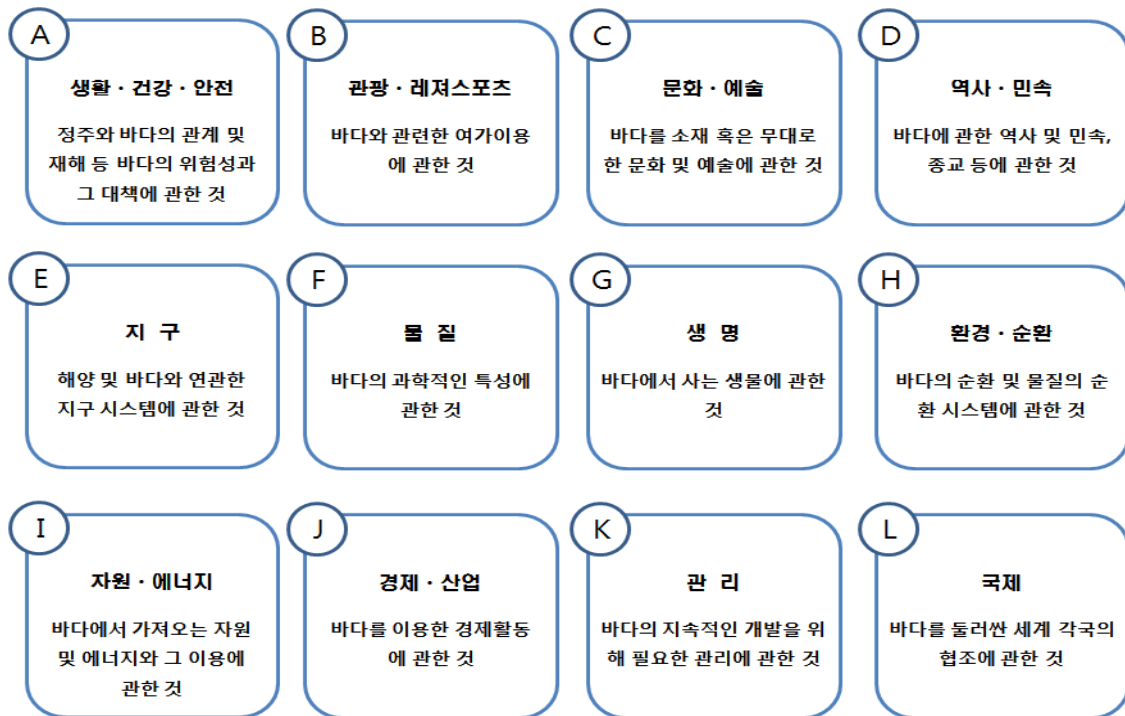 A
생활 · 건강 · 안전
정주와 바다의 관계 및
재해 등 바다의 위험성과
그 대책에 관한 것
B
관광 · 레져스포츠
바다와 관련한 여가이용
에 관한 것
C
문화 · 예술
바다를 소재 혹은 무대로
한 문화 및 예술에 관한 것
D
역사 · 민속
바다에 관한 역사 및 민속,
종교 등에 관한 것
E
지 구
해양 및 바다와 연관한
지구 시스템에 관한 것
F
물 질
바다의 과학적인 특성에
관한 것
G
생 명
바다에서 사는 생물에 관한
것
H
환경 · 순환
바다의 순환 및 물질의 순
환 시스템에 관한 것
I
자원 · 에너지
바다에서 가져오는 자원
및 에너지와 그 이용에
관한 것
J
경제 · 산업
바다를 이용한 경제활동
에 관한 것
K
관 리
바다의 지속적인 개발을 위
해 필요한 관리에 관한 것
L
국제
바다를 둘러싼 세계 각국의
협조에 관한 것